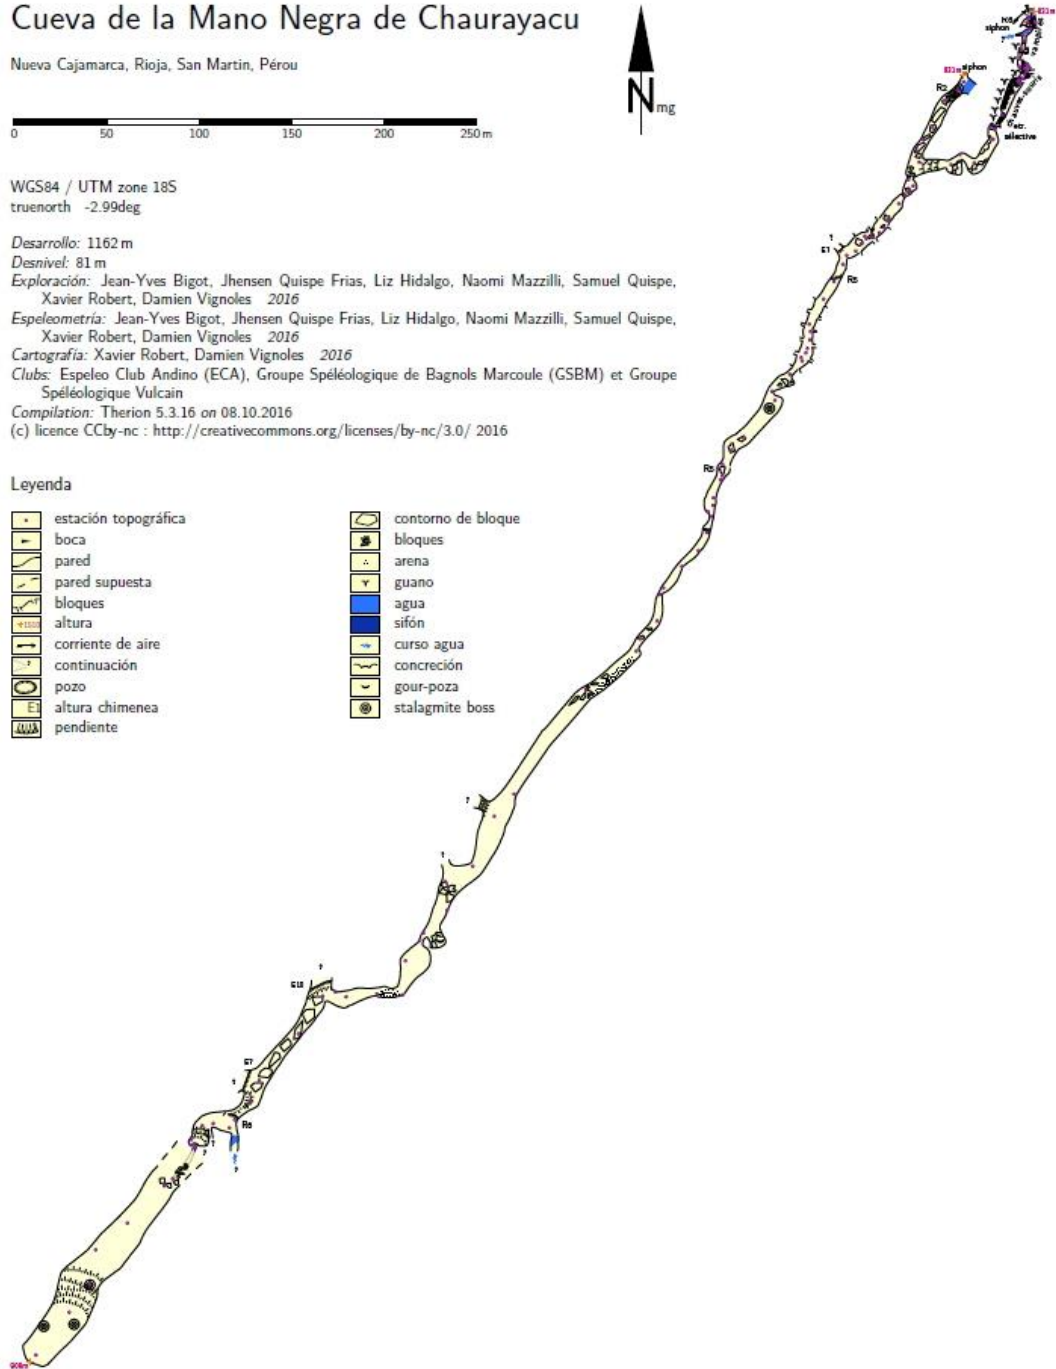 Cueva de la Mano Negra de Chaurayacu
Nueva Cajamarca, Rioja, San Martin, Pérou
N mg
0 50 100 150 200 250 m
WGS84 / UTM zone 18S
truenorth -2.99deg
Desarrollo: 1162 m
Desnivel: 81 m
Exploración: Jean-Yves Bigot, Jhensen Quispe Frias, Liz Hidalgo, Naomi Mazzilli, Samuel Quispe,
Xavier Robert, Damien Vignoles 2016
Espeleometría: Jean-Yves Bigot, Jhensen Quispe Frias, Liz Hidalgo, Naomi Mazzilli, Samuel Quispe,
Xavier Robert, Damien Vignoles 2016
Cartografía: Xavier Robert, Damien Vignoles 2016
Clubs: Espeleo Club Andino (ECA), Groupe Spéléologique de Bagnols Marcoule (GSBM) et Groupe
Spéléologique Vulcain
Compilation: Therion 5.3.16 on 08.10.2016
(c) licence CCby-nc : http://creativecommons.org/licenses/by-nc/3.0/ 2016
Leyenda
estación topográfica
boca
pared
pared supuesta
bloques
altura
corriente de aire
? continuación
pozo
E1 altura chimenea
pendiente
contorno de bloque
bloques
arena
guano
agua
sifón
curso agua
concreción
gour-poza
stalagmite boss
siphon
siphon
R2
sélective
?
E1
R5
R5
?
?
?
E10
E7
?
R6
?
?
?